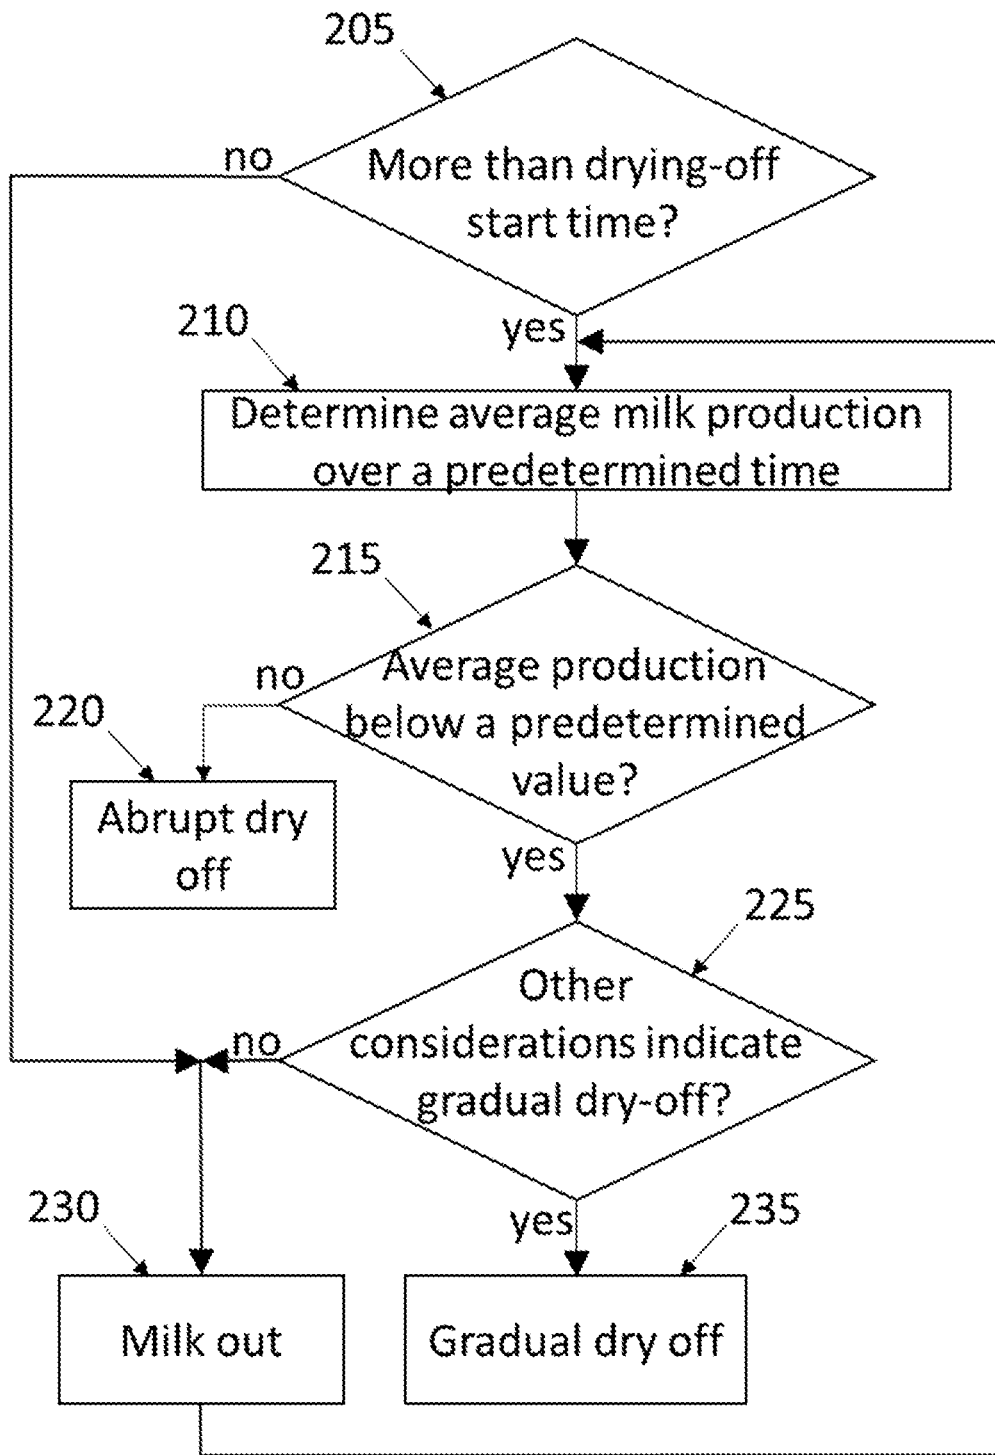 205
no
More than drying-off
start time?
210
yes
Determine average milk production
over a predetermined time
215
no
Average production
below a predetermined
value?
220
Abrupt dry
off
yes
225
Other
no
considerations indicate
gradual dry-off?
230
yes
235
Milk out
Gradual dry off